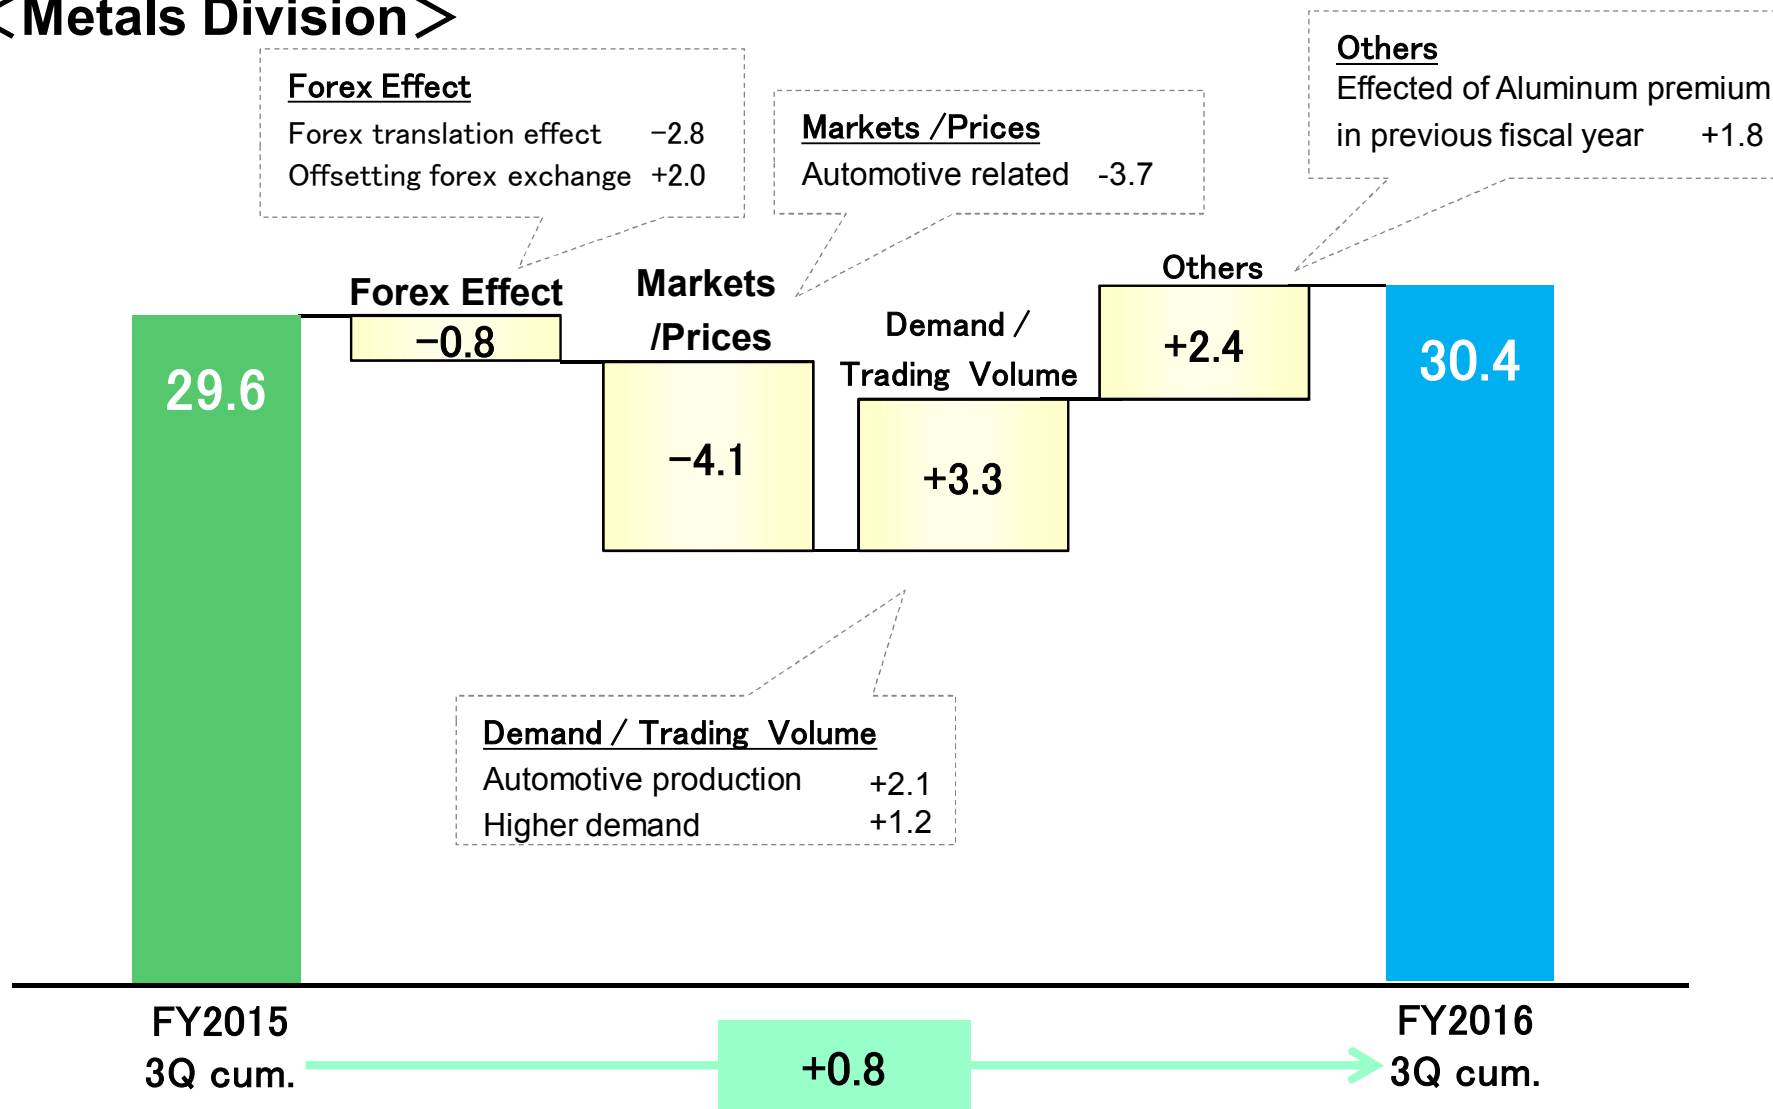 ＜Metals Division＞
Forex Effect
Forex translation effect −2.8
Offsetting forex exchange +2.0
Markets /Prices
Automotive related -3.7
Others
Effected of Aluminum premium
in previous fiscal year +1.8
Forex Effect
−0.8
Markets
/Prices
−4.1
Demand /
Trading Volume
+3.3
Others
+2.4
29.6
30.4
Demand / Trading Volume
Automotive production +2.1
Higher demand +1.2
FY2015
3Q cum.
+0.8
FY2016
3Q cum.